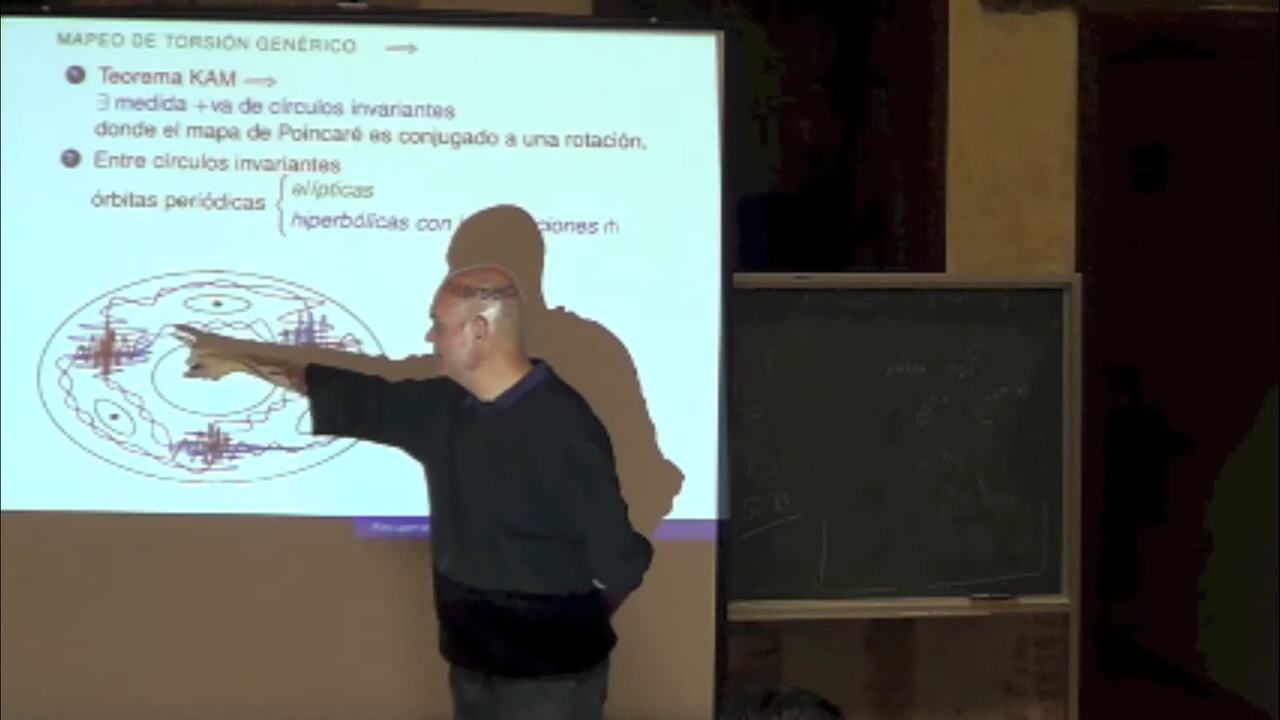 MAPEO DE TORSIÓN GENÉRICO ⟹
Teorema KAM ⟹
∃ medida +va de círculos invariantes
donde el mapa de Poincaré es conjugado a una rotación.
Entre círculos invariantes
órbitas periódicas { elípticas
hiperbólicas con ciones ⋔